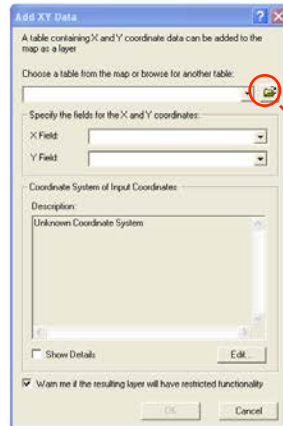 Add XY Data
A table containing X and Y coordinate data can be added to the
map as a layer
Choose a table from the map or browse for another table:
Specify the fields for the X and Y coordinates:
X Field:
Y Field:
Coordinate System of Input Coordinates
Description:
Unknown Coordinate System
Show Details
Edit...
Warn me if the resulting layer will have restricted functionality
OK
Cancel